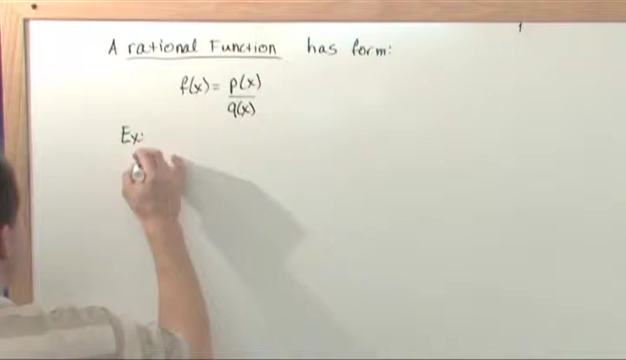 A rational Function has form:
f(x) = p(x)
q(x)
Ex: